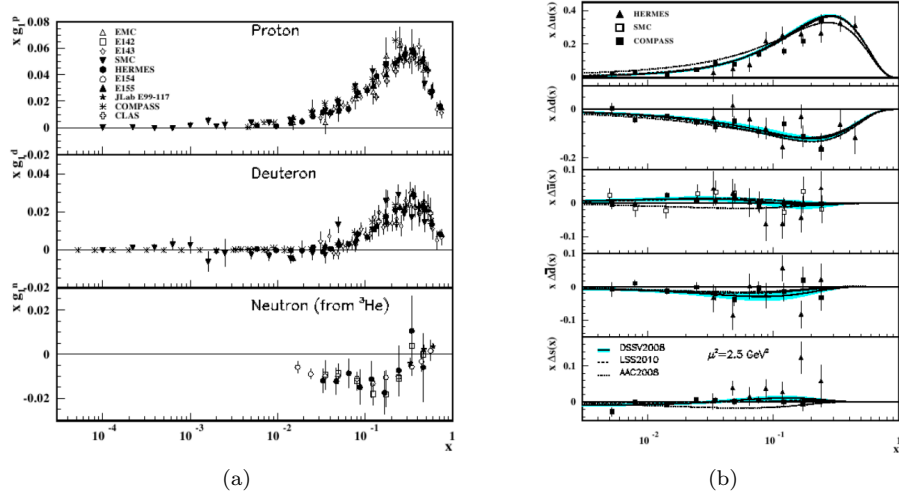 x g₁ᵖ
0.08
0.06
0.04
0.02
0
Proton
EMC
E142
E143
SMC
HERMES
E154
E155
JLab E99-117
COMPASS
CLAS
x g₁ᵈ
-0.02
0.04
0.02
0
Deuteron
x g₁ⁿ
-0.02
0.02
0
-0.02
Neutron (from ³He)
10⁻⁴
10⁻³
10⁻²
10⁻¹
1
x
(a)
x Δu(x)
0.4
0.2
0
HERMES
SMC
COMPASS
x Δd(x)
0
-0.2
x Δū(x)
0.1
0
0.1
x Δd̄(x)
0
-0.1
x Δs(x)
0.1
0
DSSV2008
LSS2010
AAC2008
μ²=2.5 GeV²
10⁻²
10⁻¹
1
x
(b)